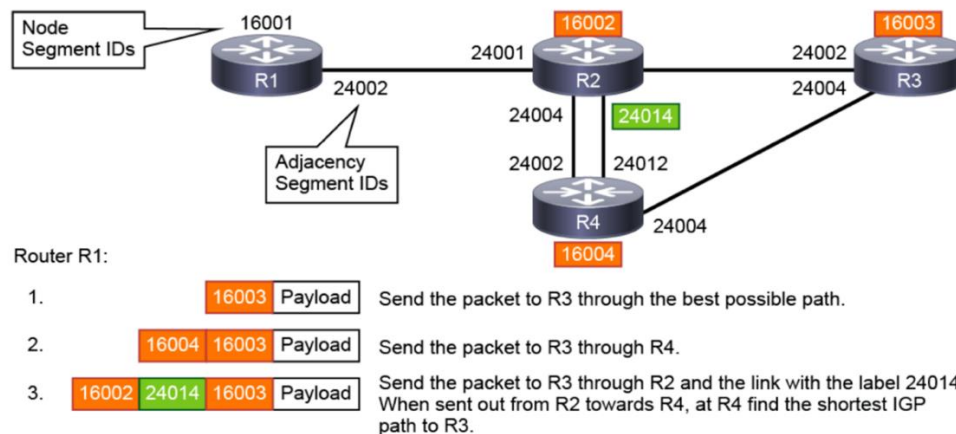 Node
Segment IDs
16001
16002
16003
24001
24002
R1
R2
R3
24002
24004
24004
24014
Adjacency
Segment IDs
24002
24012
R4
24004
16004
Router R1:
1. 16003 Payload Send the packet to R3 through the best possible path.
2. 16004 16003 Payload Send the packet to R3 through R4.
3. 16002 24014 16003 Payload Send the packet to R3 through R2 and the link with the label 24014
When sent out from R2 towards R4, at R4 find the shortest IGP
path to R3.